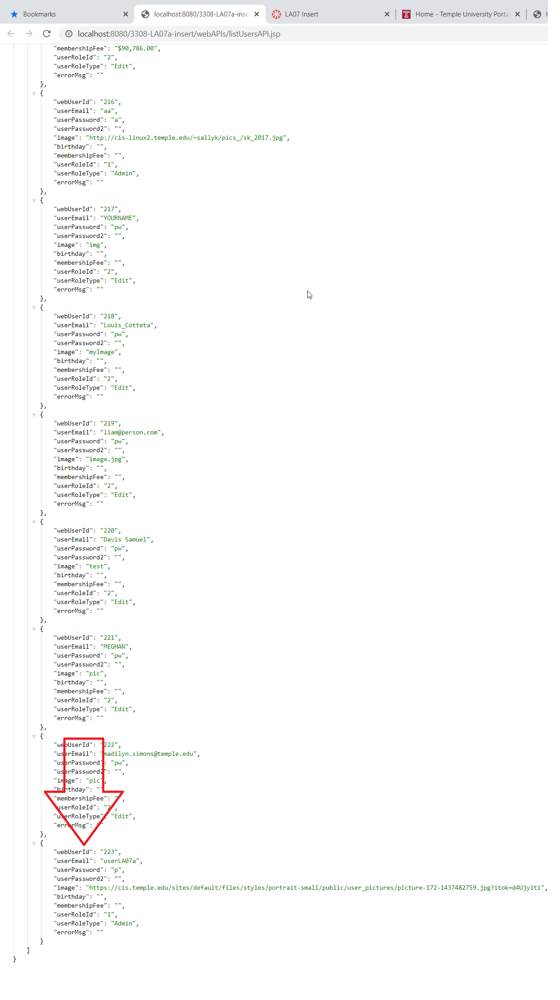 Bookmarks
localhost:8080/3308-LA07a-inse
LA07 Insert
Home - Temple University Porta
localhost:8080/3308-LA07a-insert/webAPIs/listUsersAPI.jsp
"membershipFee": "$90,786.00",
"userRoleId": "2",
"userRoleType": "Edit",
"errorMsg": ""
},
{
"webUserId": "216",
"userEmail": "aa",
"userPassword": "a",
"userPassword2": "",
"image": "http://cis-linux2.temple.edu/~sallyk/pics_/sk_2017.jpg",
"birthday": "",
"membershipFee": "",
"userRoleId": "1",
"userRoleType": "Admin",
"errorMsg": ""
},
{
"webUserId": "217",
"userEmail": "YOURNAME",
"userPassword": "pw",
"userPassword2": "",
"image": "img",
"birthday": "",
"membershipFee": "",
"userRoleId": "2",
"userRoleType": "Edit",
"errorMsg": ""
},
{
"webUserId": "218",
"userEmail": "Louis_Cotteta",
"userPassword": "pw",
"userPassword2": "",
"image": "myImage",
"birthday": "",
"membershipFee": "",
"userRoleId": "2",
"userRoleType": "Edit",
"errorMsg": ""
},
{
"webUserId": "219",
"userEmail": "liam@person.com",
"userPassword": "pw",
"userPassword2": "",
"image": "image.jpg",
"birthday": "",
"membershipFee": "",
"userRoleId": "2",
"userRoleType": "Edit",
"errorMsg": ""
},
{
"webUserId": "220",
"userEmail": "Davis Samuel",
"userPassword": "pw",
"userPassword2": "",
"image": "test",
"birthday": "",
"membershipFee": "",
"userRoleId": "2",
"userRoleType": "Edit",
"errorMsg": ""
},
{
"webUserId": "221",
"userEmail": "MEGHAN",
"userPassword": "pw",
"userPassword2": "",
"image": "pic",
"birthday": "",
"membershipFee": "",
"userRoleId": "2",
"userRoleType": "Edit",
"errorMsg": ""
},
{
"webUserId": "222",
"userEmail": "madilyn.simons@temple.edu",
"userPassword": "pw",
"userPassword2": "",
"image": "pic",
"birthday": "",
"membershipFee": "",
"userRoleId": "2",
"userRoleType": "Edit",
"errorMsg": ""
},
{
"webUserId": "223",
"userEmail": "userLA07a",
"userPassword": "p",
"userPassword2": "",
"image": "https://cis.temple.edu/sites/default/files/styles/portrait-small/public/user_pictures/picture-172-1437482759.jpg?itok=d4Ujy1ti",
"birthday": "",
"membershipFee": "",
"userRoleId": "1",
"userRoleType": "Admin",
"errorMsg": ""
}
]
}